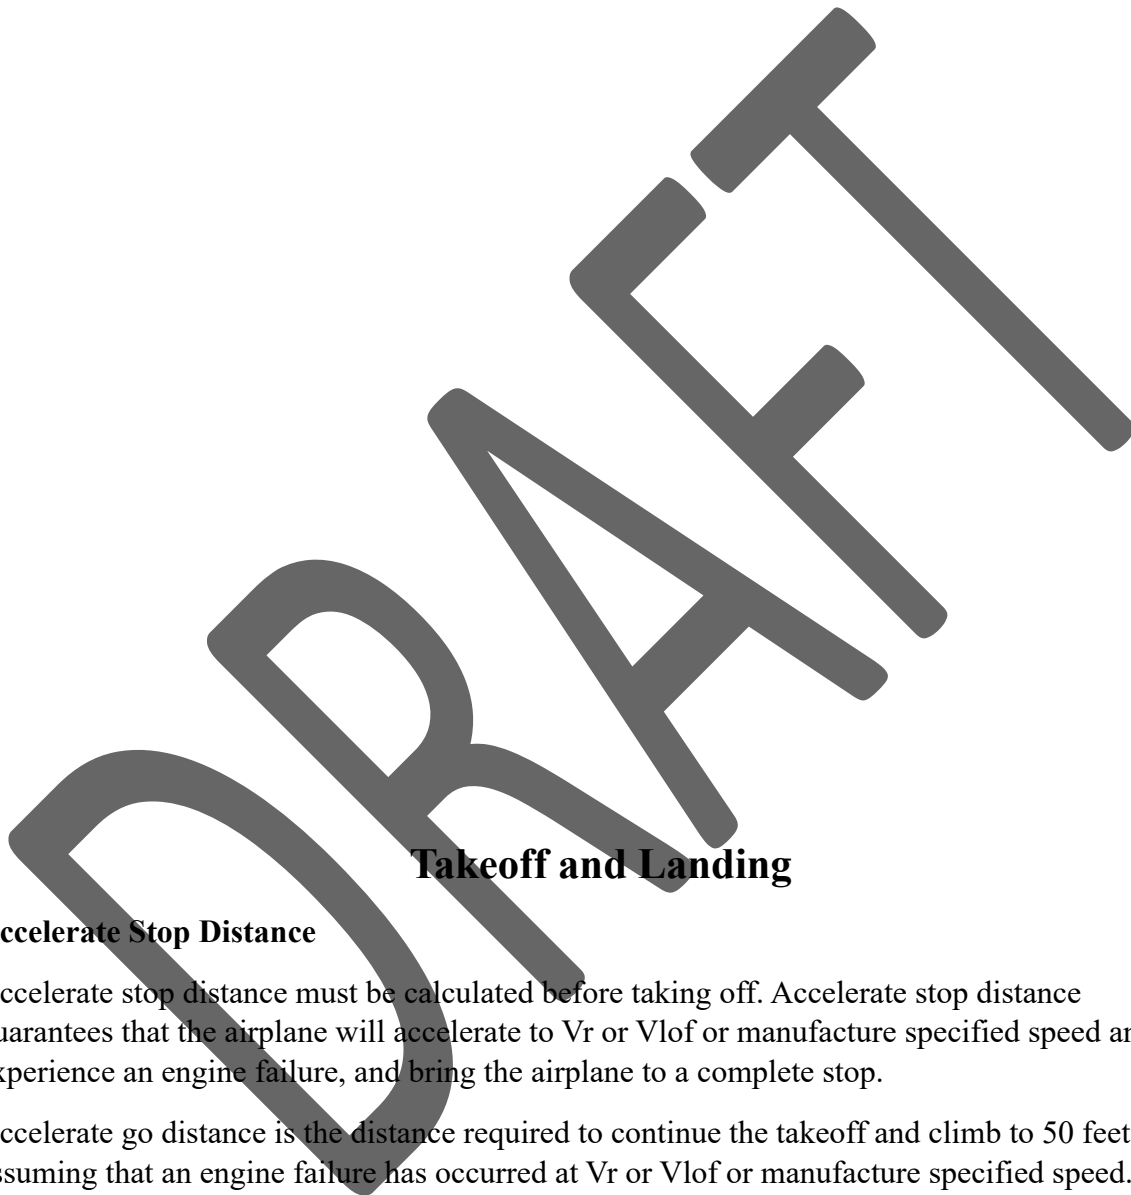 DRAFT
Takeoff and Landing
ccelerate Stop Distance
ccelerate stop distance must be calculated before taking off. Accelerate stop distance
uarantees that the airplane will accelerate to Vr or Vlof or manufacture specified speed an
xperience an engine failure, and bring the airplane to a complete stop.
ccelerate go distance is the distance required to continue the takeoff and climb to 50 feet
ssuming that an engine failure has occurred at Vr or Vlof or manufacture specified speed.